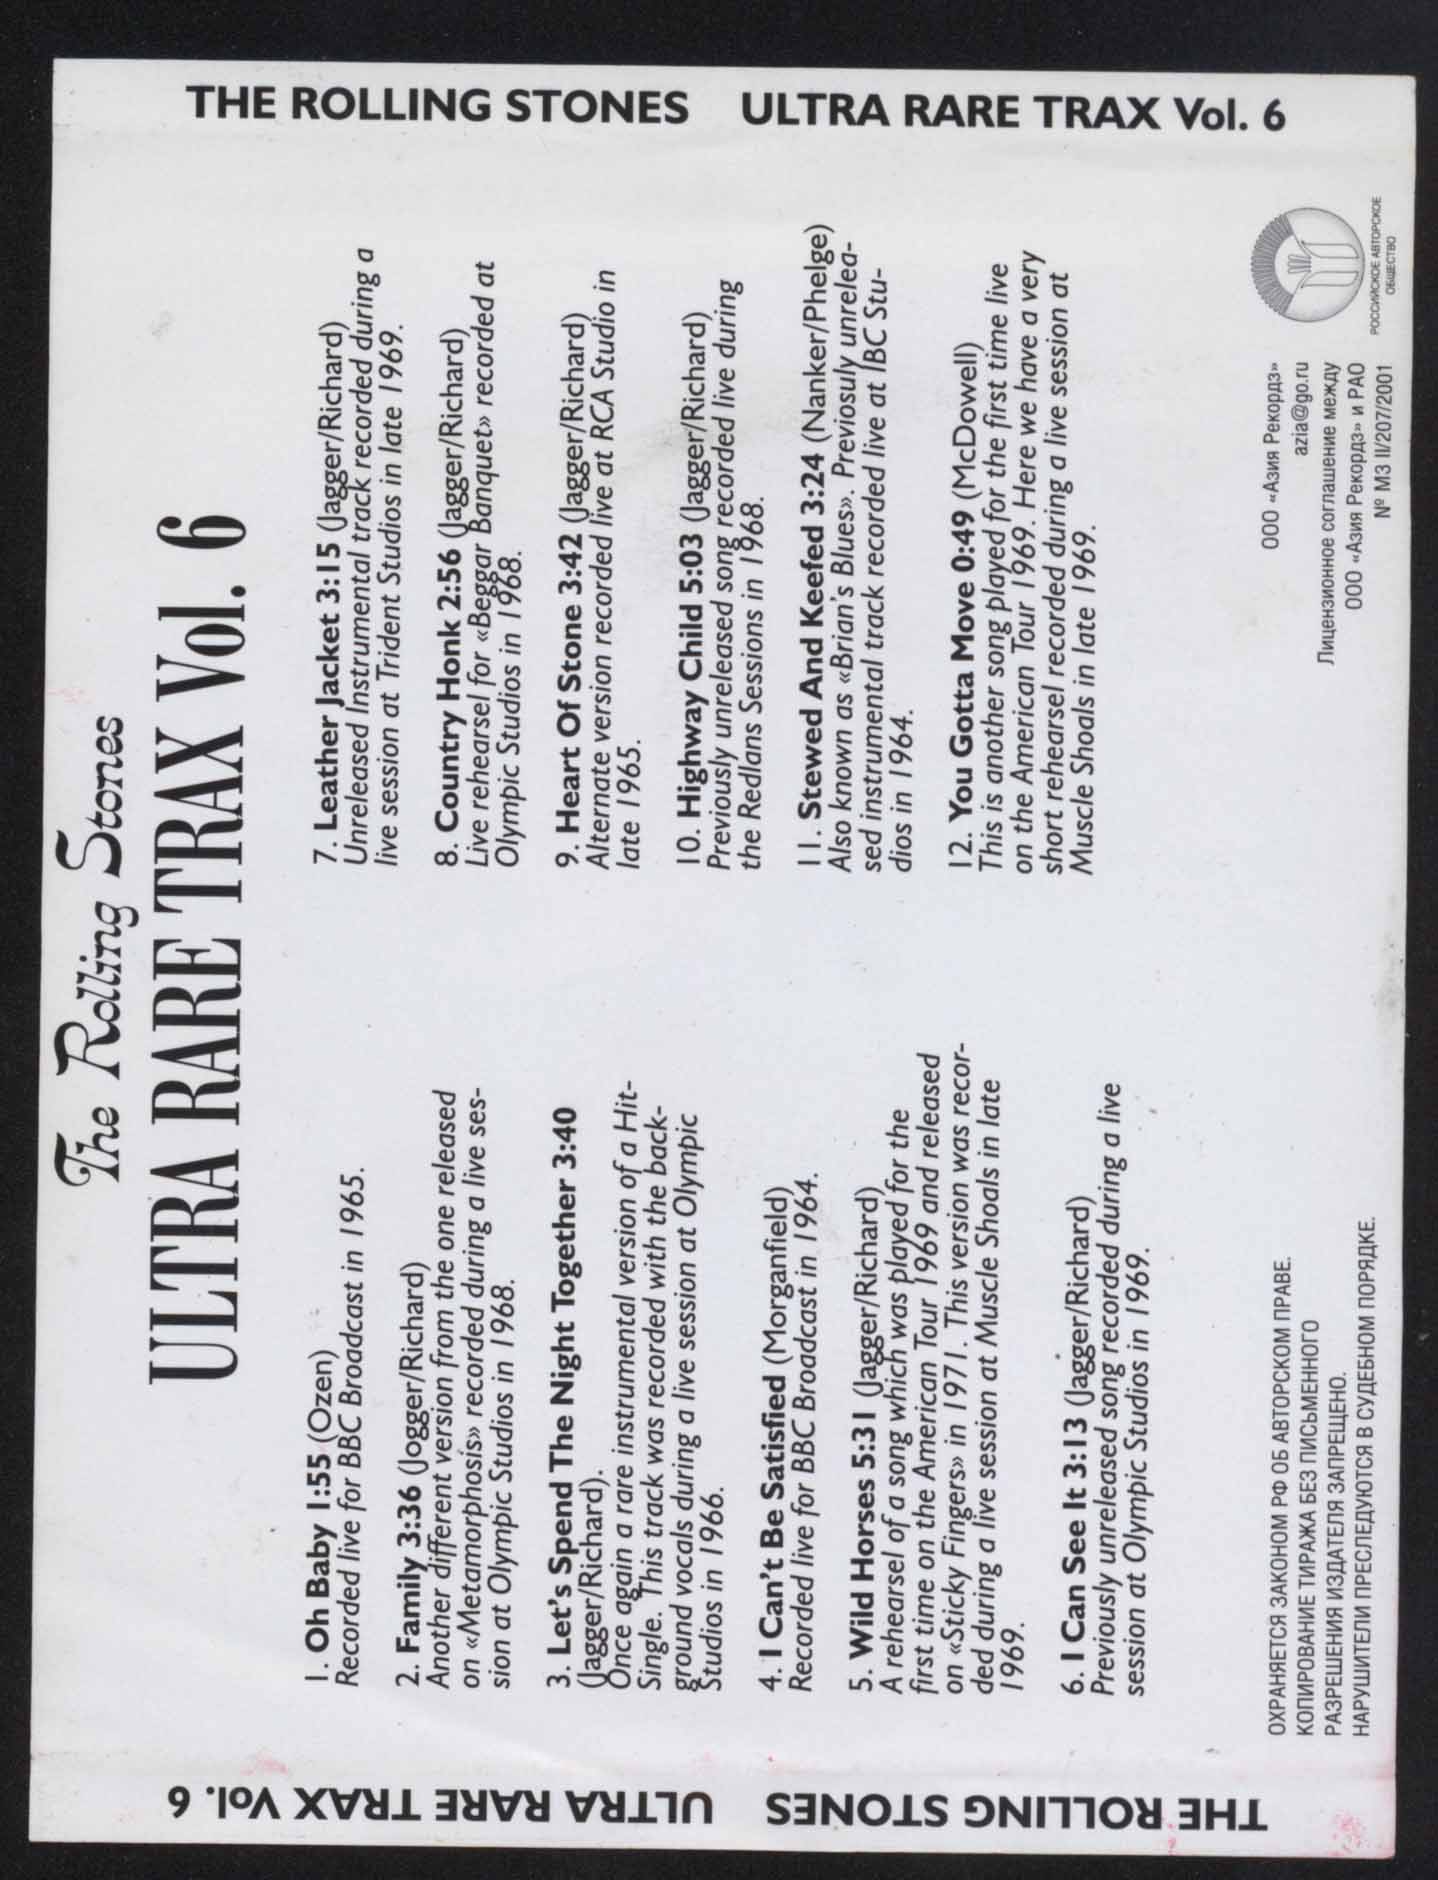 THE ROLLING STONES ULTRA RARE TRAX Vol. 6
The Rolling Stones
ULTRA RARE TRAX Vol. 6
1. Oh Baby 1:55 (Ozen)
Recorded live for BBC Broadcast in 1965.
2. Family 3:36 (Jogger/Richard)
Another different version from the one released
on «Metamorphosis» recorded during a live ses-
sion at Olympic Studios in 1968.
3. Let's Spend The Night Together 3:40
(Jagger/Richard).
Once again a rare instrumental version of a Hit-
Single. This track was recorded with the back-
ground vocals during a live session at Olympic
Studios in 1966.
4. I Can't Be Satisfied (Morganfield)
Recorded live for BBC Broadcast in 1964.
5. Wild Horses 5:31 (Jagger/Richard)
A rehearsel of a song which was played for the
first time on the American Tour 1969 and released
on «Sticky Fingers» in 1971. This version was recor-
ded during a live session at Muscle Shoals in late
1969.
6. I Can See It 3:13 (Jagger/Richard)
Previously unreleased song recorded during a live
session at Olympic Studios in 1969.
7. Leather Jacket 3:15 (Jagger/Richard)
Unreleased Instrumental track recorded during a
live session at Trident Studios in late 1969.
8. Country Honk 2:56 (Jagger/Richard)
Live rehearsel for «Beggar Banquet» recorded at
Olympic Studios in 1968.
9. Heart Of Stone 3:42 (Jagger/Richard)
Alternate version recorded live at RCA Studio in
late 1965.
10. Highway Child 5:03 (Jagger/Richard)
Previously unreleased song recorded live during
the Redlans Sessions in 1968.
11. Stewed And Keefed 3:24 (Nanker/Phelge)
Also known as «Brian's Blues». Previosuly unrelea-
sed instrumental track recorded live at IBC Stu-
dios in 1964.
12. You Gotta Move 0:49 (McDowell)
This is another song played for the first time live
on the American Tour 1969. Here we have a very
short rehearsel recorded during a live session at
Muscle Shoals in late 1969.
ОХРАНЯЕТСЯ ЗАКОНОМ РФ ОБ АВТОРСКОМ ПРАВЕ.
КОПИРОВАНИЕ ТИРАЖА БЕЗ ПИСЬМЕННОГО
РАЗРЕШЕНИЯ ИЗДАТЕЛЯ ЗАПРЕЩЕНО.
НАРУШИТЕЛИ ПРЕСЛЕДУЮТСЯ В СУДЕБНОМ ПОРЯДКЕ.
ООО «Азия Рекордз»
azia@go.ru
Лицензионное соглашение между
ООО «Азия Рекордз» и РАО
№ МЗ II/207/2001
РОССИЙСКОЕ АВТОРСКОЕ
ОБЩЕСТВО
THE ROLLING STONES ULTRA RARE TRAX Vol. 6